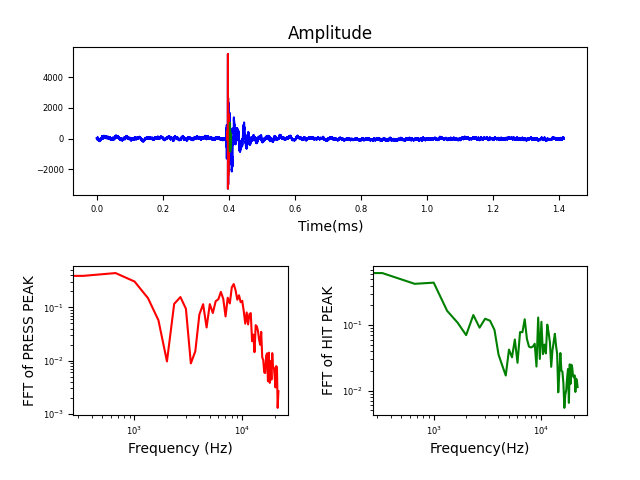 Amplitude
4000
2000
0
−2000
0.0 0.2 0.4 0.6 0.8 1.0 1.2 1.4
Time(ms)
FFT of PRESS PEAK
10⁻¹
10⁻²
10⁻³
10³ 10⁴
Frequency (Hz)
FFT of HIT PEAK
10⁻¹
10⁻²
10³ 10⁴
Frequency(Hz)